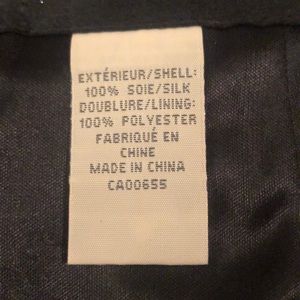 EXTÉRIEUR/SHELL:
100% SOIE/SILK
DOUBLURE/LINING:
100% POLYESTER
FABRIQUÉ EN
CHINE
MADE IN CHINA
CA00655